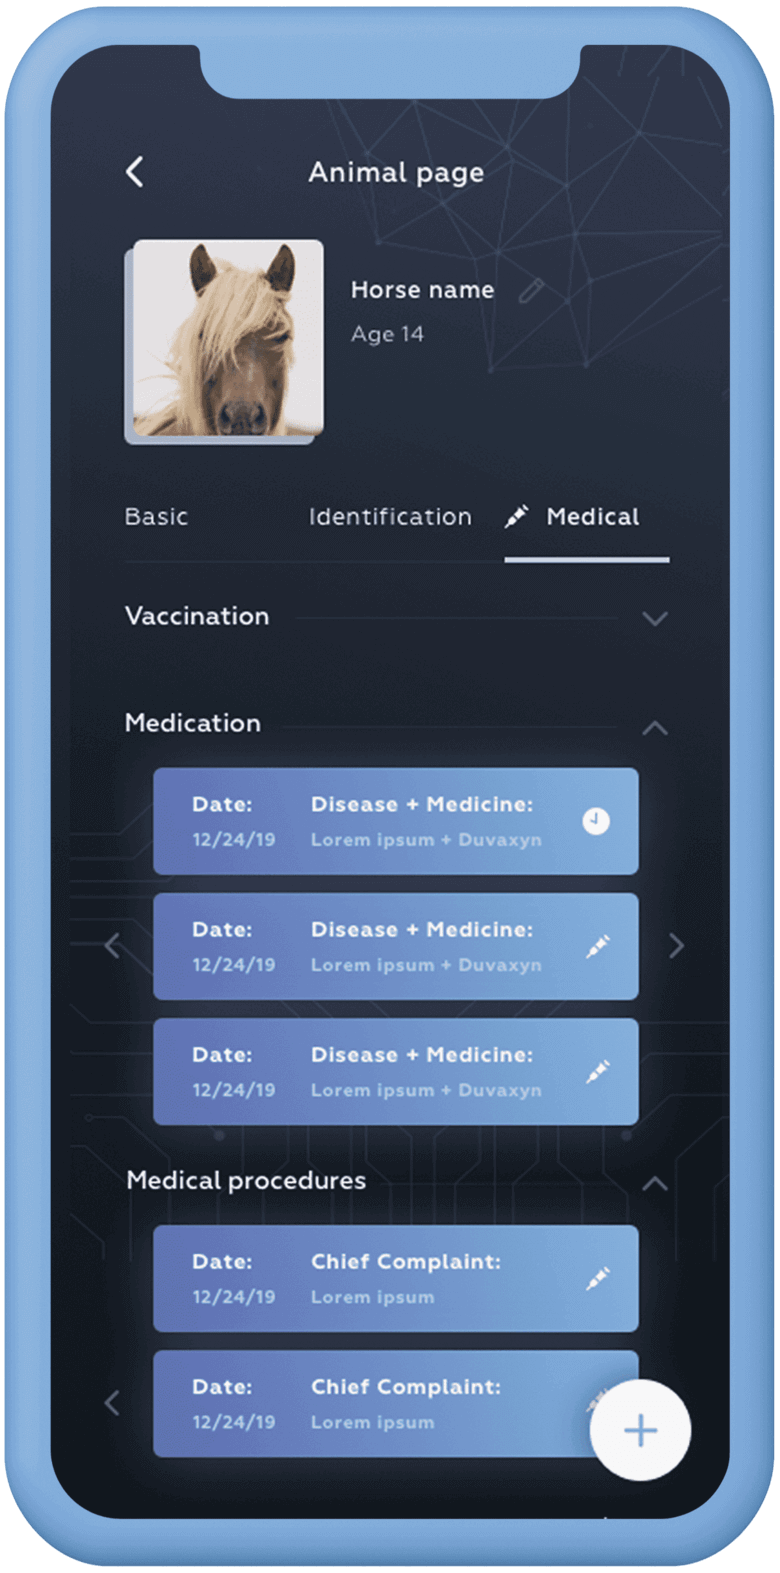 Animal page
Horse name
Age 14
Basic Identification Medical
Vaccination
Medication
Date: Disease + Medicine:
12/24/19 Lorem ipsum + Duvaxyn
Date: Disease + Medicine:
12/24/19 Lorem ipsum + Duvaxyn
Date: Disease + Medicine:
12/24/19 Lorem ipsum + Duvaxyn
Medical procedures
Date: Chief Complaint:
12/24/19 Lorem ipsum
Date: Chief Complaint:
12/24/19 Lorem ipsum